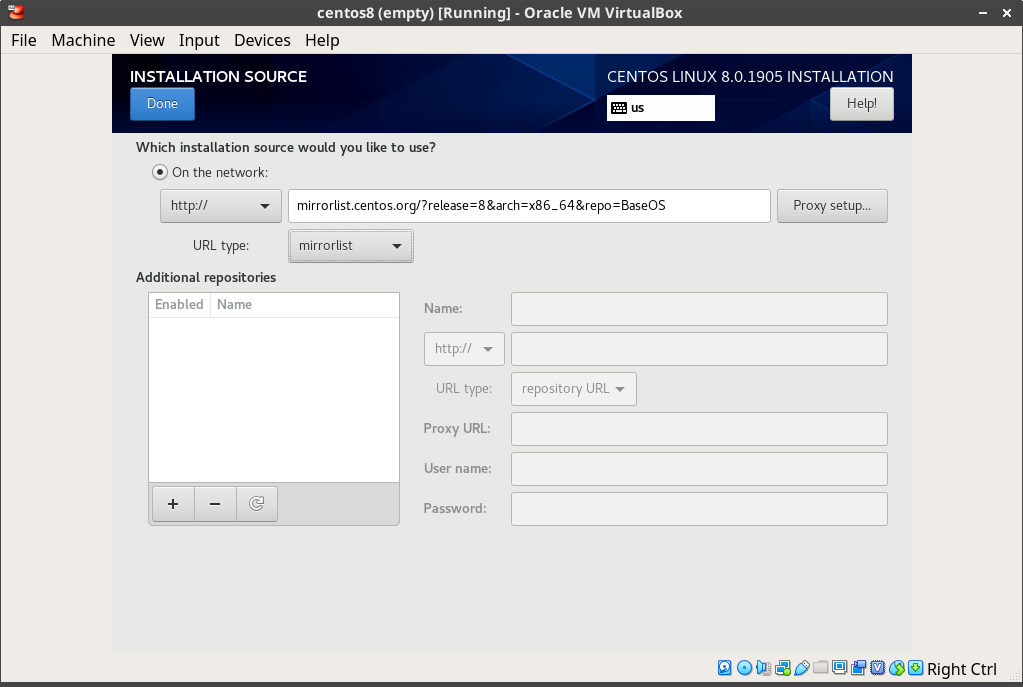 centos8 (empty) [Running] - Oracle VM VirtualBox
File Machine View Input Devices Help
INSTALLATION SOURCE
CENTOS LINUX 8.0.1905 INSTALLATION
Done
us
Help!
Which installation source would you like to use?
On the network:
http://
mirrorlist.centos.org/?release=8&arch=x86_64&repo=BaseOS
Proxy setup...
URL type:
mirrorlist
Additional repositories
Enabled Name
Name:
http://
URL type:
repository URL
Proxy URL:
User name:
Password:
Right Ctrl